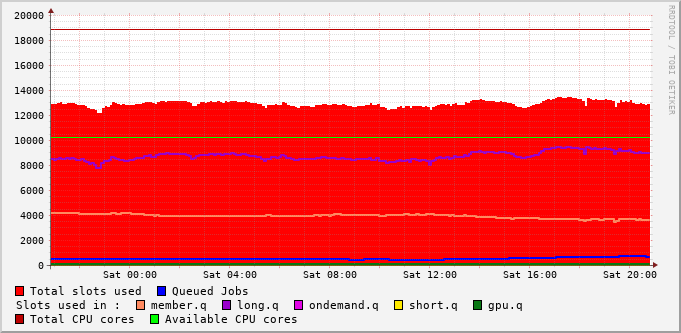 20000
18000
16000
14000
12000
10000
8000
6000
4000
2000
0
Sat 00:00 Sat 04:00 Sat 08:00 Sat 12:00 Sat 16:00 Sat 20:00
Total slots used Queued Jobs
Slots used in : member.q long.q ondemand.q short.q gpu.q
Total CPU cores Available CPU cores
RRDTOOL / TOBI OETIKER